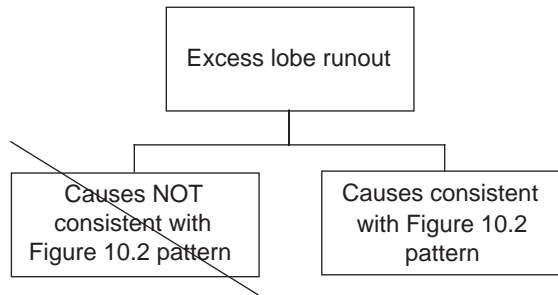 Excess lobe runout
Causes NOT
consistent with
Figure 10.2 pattern
Causes consistent
with Figure 10.2
pattern